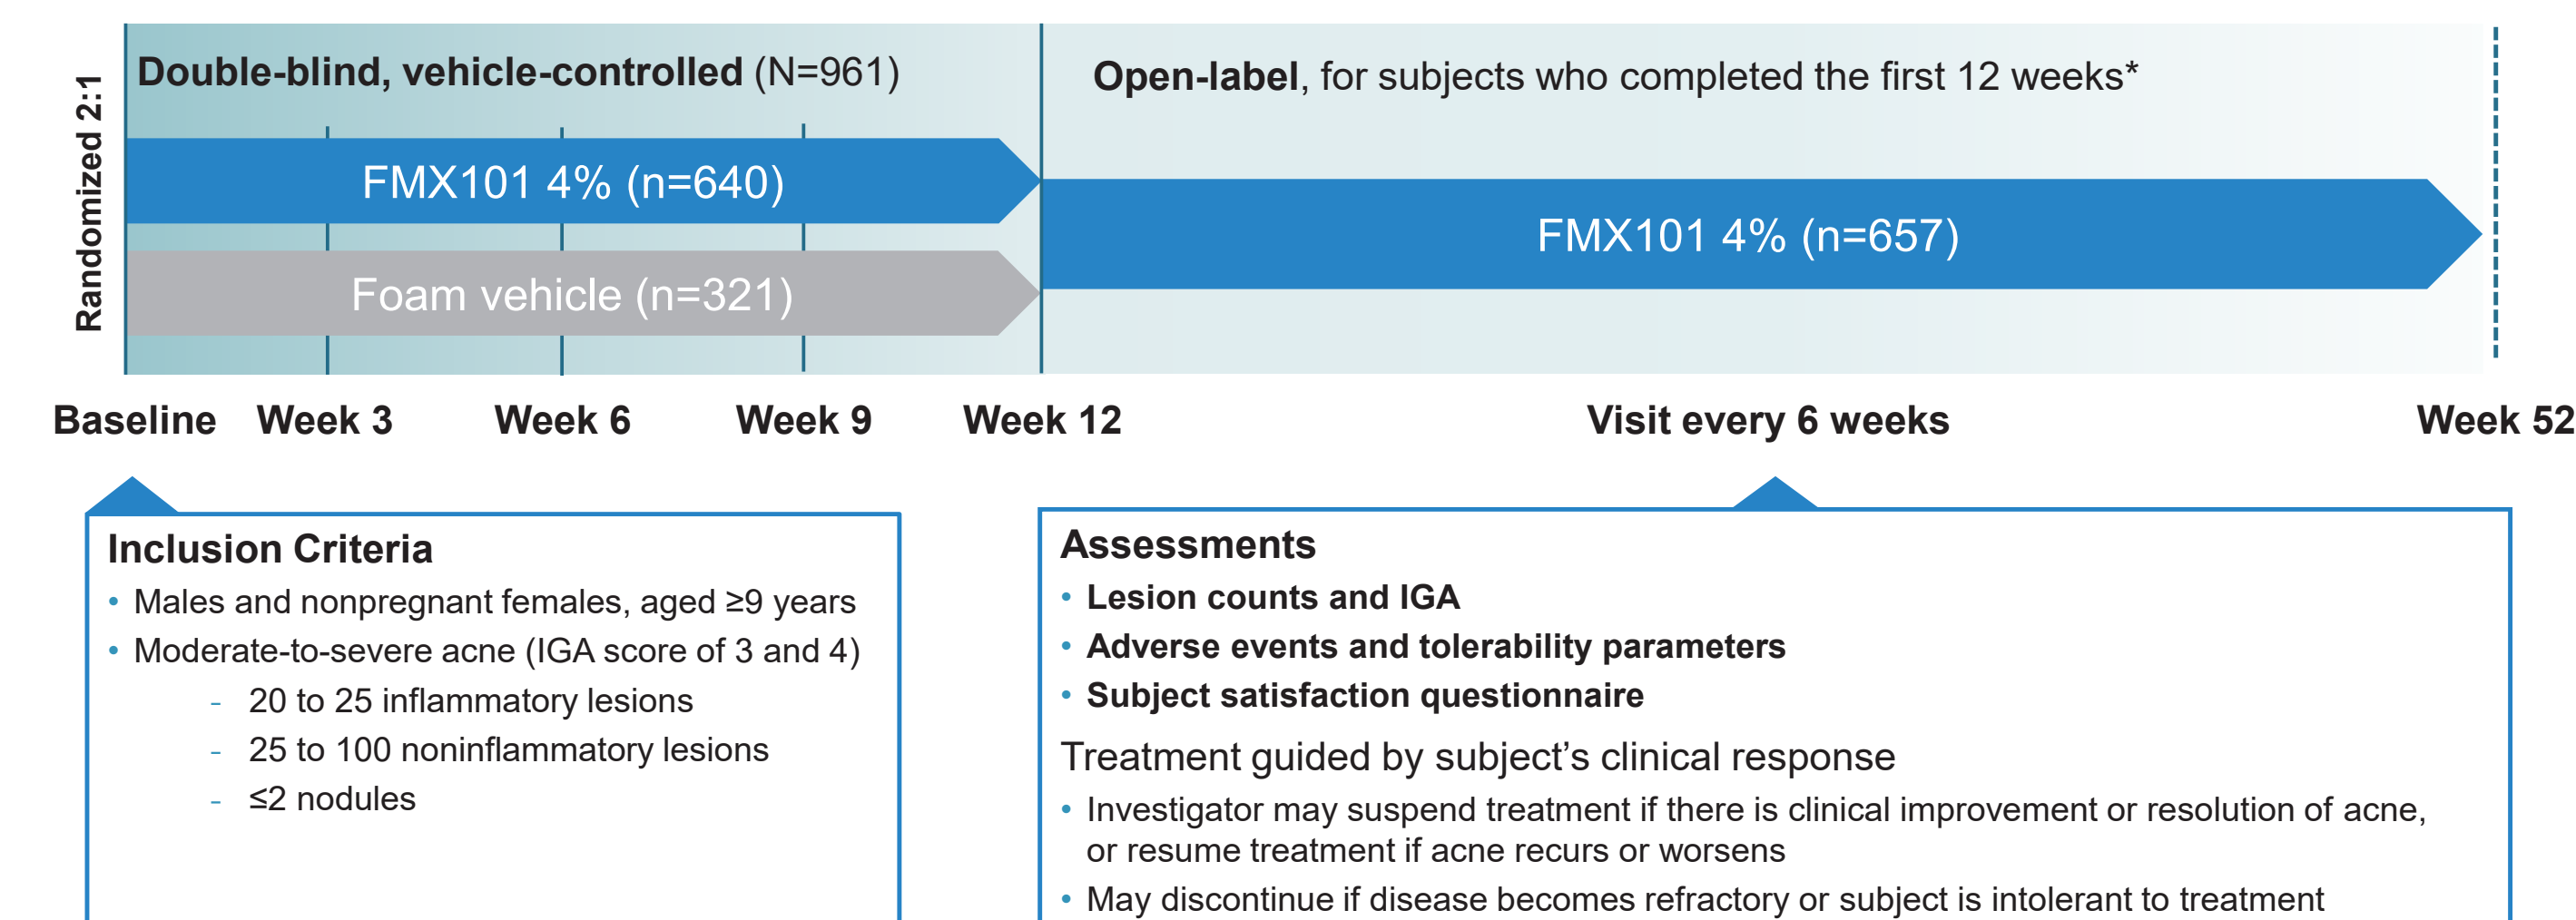 Randomized 2:1
Double-blind, vehicle-controlled (N=961)
FMX101 4% (n=640)
Foam vehicle (n=321)
Open-label, for subjects who completed the first 12 weeks*
FMX101 4% (n=657)
Baseline Week 3 Week 6 Week 9 Week 12 Visit every 6 weeks Week 52
Inclusion Criteria
• Males and nonpregnant females, aged ≥9 years
• Moderate-to-severe acne (IGA score of 3 and 4)
- 20 to 25 inflammatory lesions
- 25 to 100 noninflammatory lesions
- ≤2 nodules
Assessments
• Lesion counts and IGA
• Adverse events and tolerability parameters
• Subject satisfaction questionnaire
Treatment guided by subject’s clinical response
• Investigator may suspend treatment if there is clinical improvement or resolution of acne,
or resume treatment if acne recurs or worsens
• May discontinue if disease becomes refractory or subject is intolerant to treatment